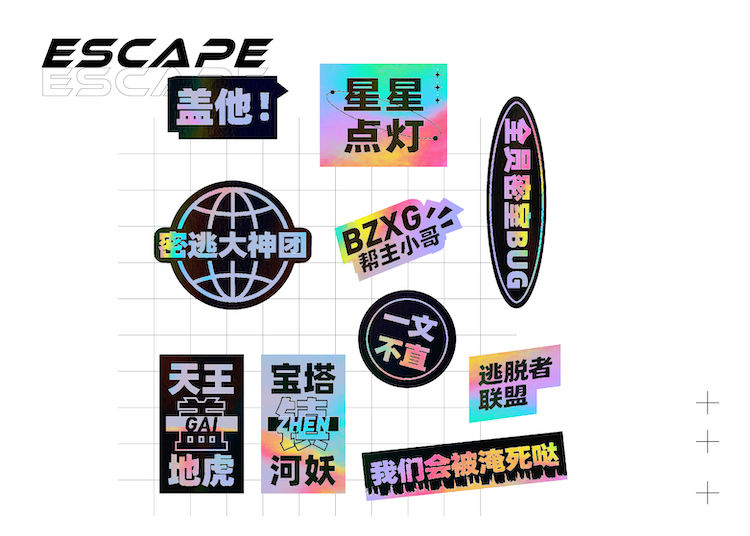 ESCAPE
ESCAPE
盖他！
星星
点灯
全员密室BUG
密逃大神团
BZXG
帮主小哥
一文
不直
天王
盖
GAI
地虎
宝塔
镇
ZHEN
河妖
逃脱者
联盟
我们会被淹死哒